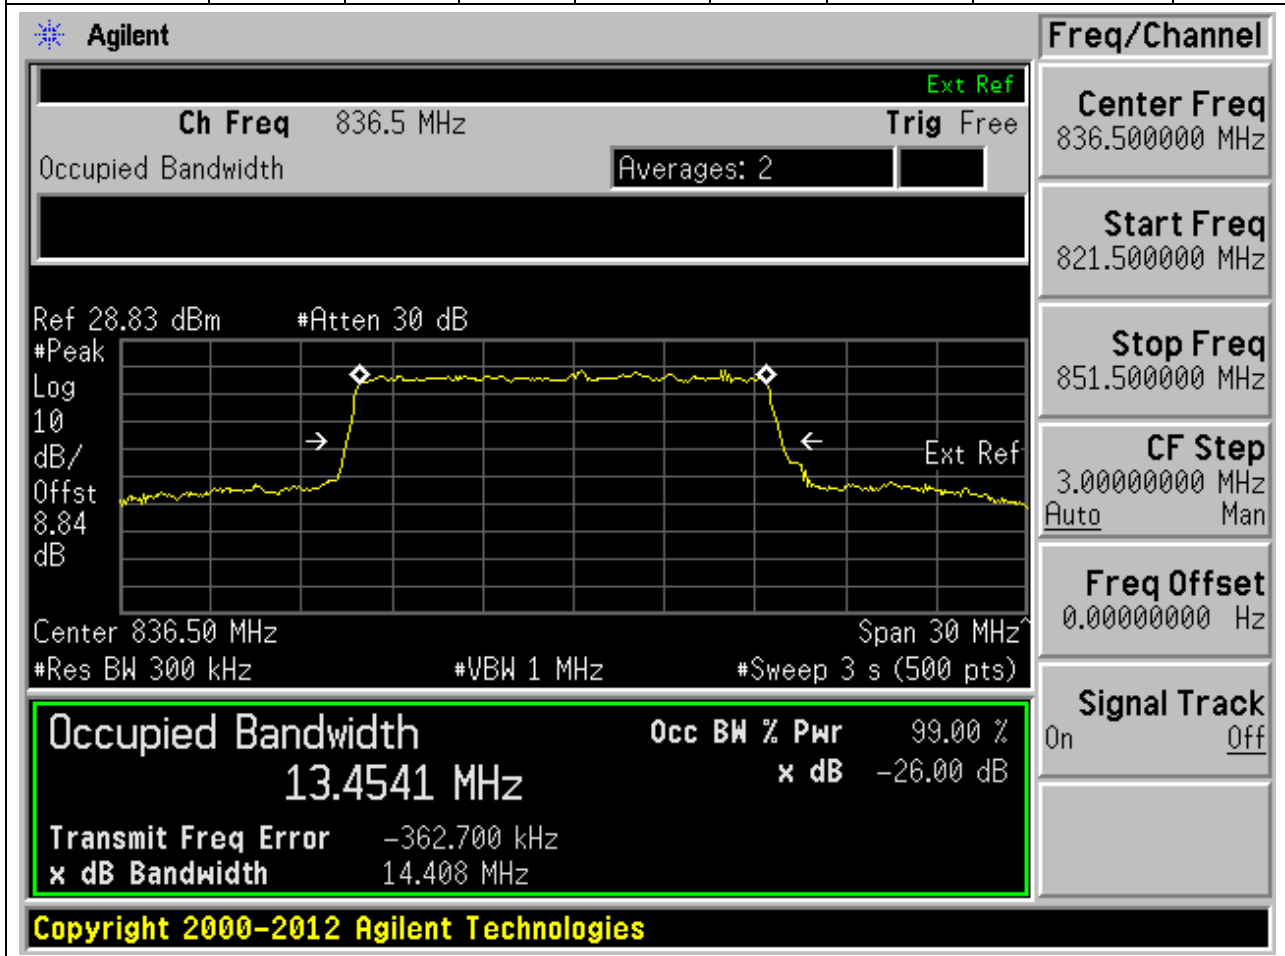 Agilent
Freq/Channel
Ext Ref
Ch Freq 836.5 MHz Trig Free
Occupied Bandwidth Averages: 2
Center Freq
836.500000 MHz
Start Freq
821.500000 MHz
Stop Freq
851.500000 MHz
CF Step
3.00000000 MHz
Auto Man
Freq Offset
0.00000000 Hz
Signal Track
On Off
Ref 28.83 dBm #Atten 30 dB
#Peak
Log
10
dB/
Offst
8.84
dB
Ext Ref
Center 836.50 MHz Span 30 MHz^
#Res BW 300 kHz #VBW 1 MHz #Sweep 3 s (500 pts)
Occupied Bandwidth
13.4541 MHz
Occ BW % Pwr 99.00 %
x dB -26.00 dB
Transmit Freq Error -362.700 kHz
x dB Bandwidth 14.408 MHz
Copyright 2000-2012 Agilent Technologies